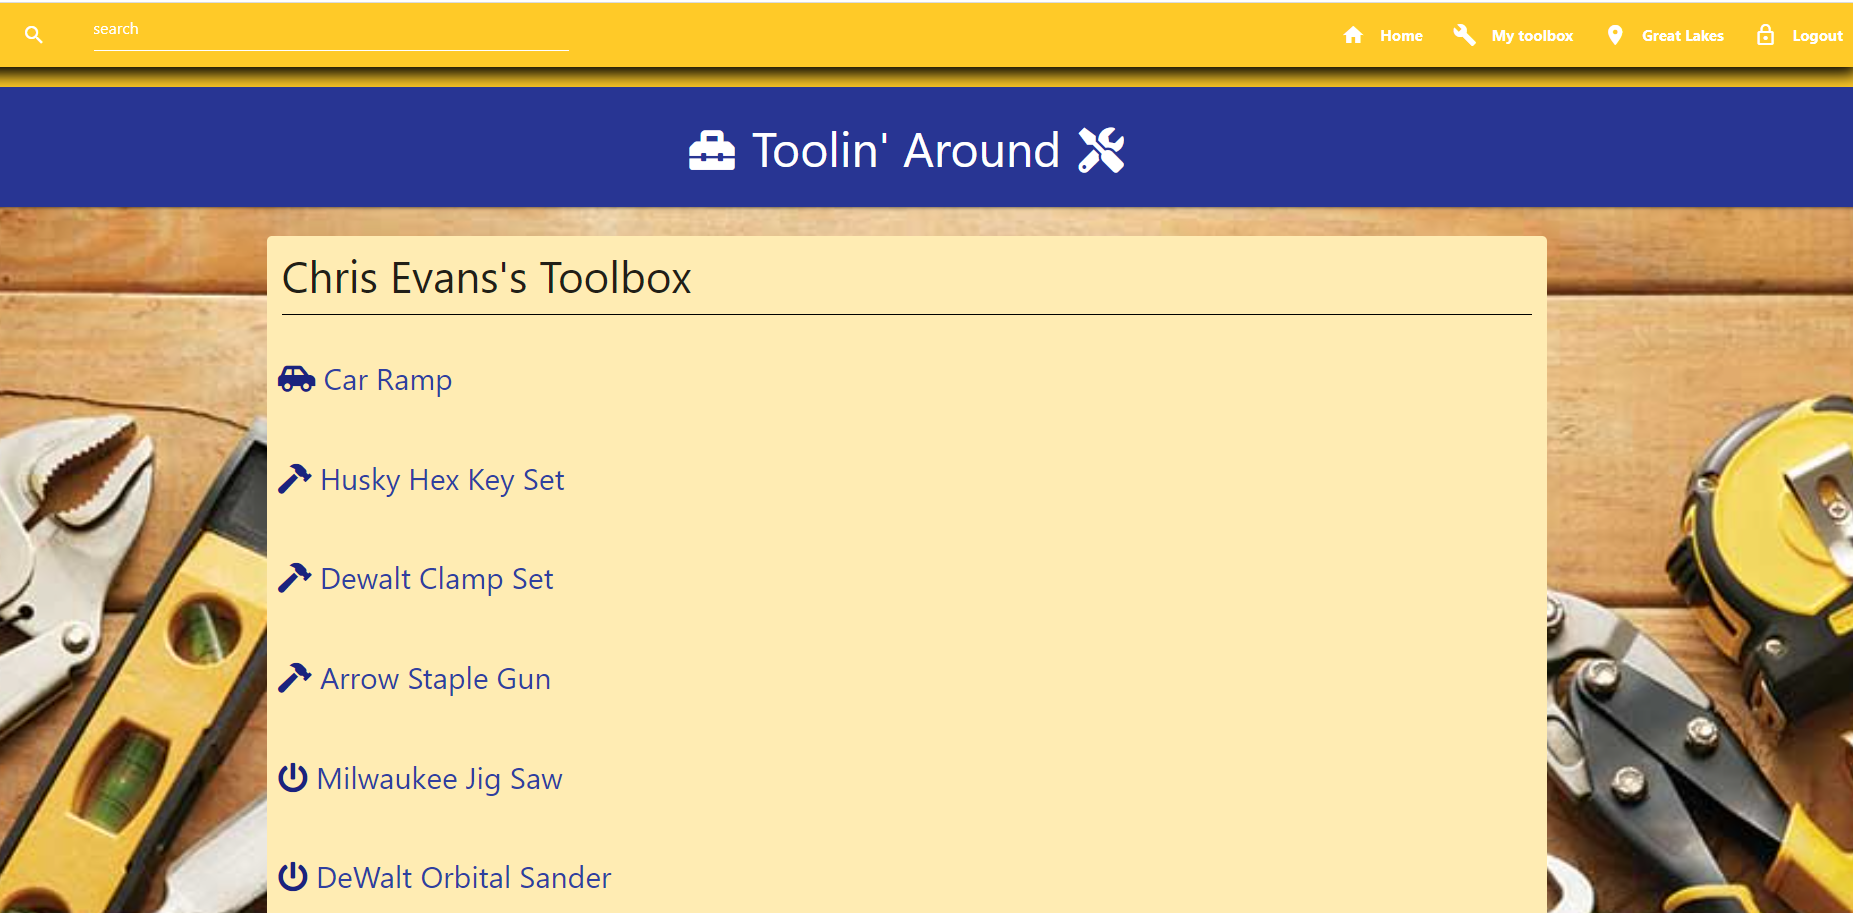 search
Home
My toolbox
Great Lakes
Logout
Toolin' Around
Chris Evans's Toolbox
Car Ramp
Husky Hex Key Set
Dewalt Clamp Set
Arrow Staple Gun
Milwaukee Jig Saw
DeWalt Orbital Sander